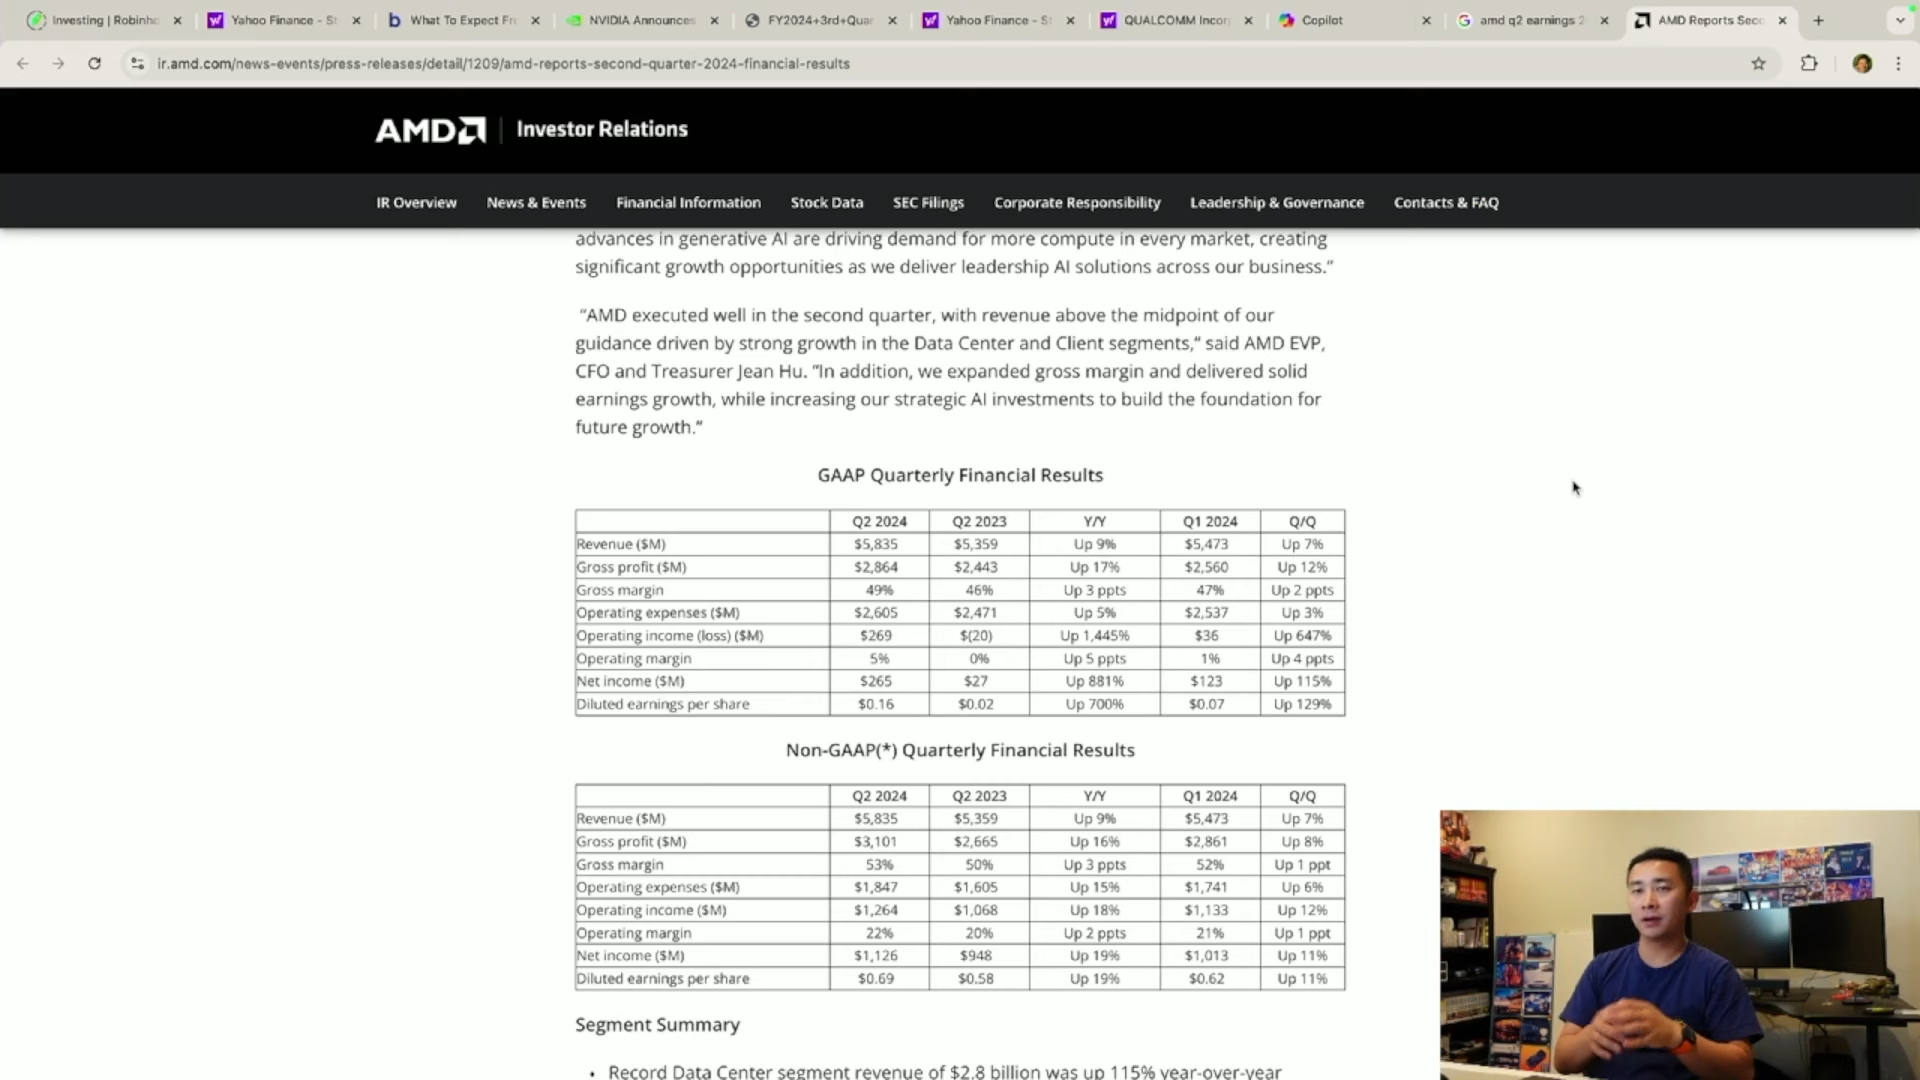 Investing | Robinho
Yahoo Finance - St
What To Expect Fr
NVIDIA Announces
FY2024+3rd+Quar
Yahoo Finance - St
QUALCOMM Incor
Copilot
amd q2 earnings 2
AMD Reports Seco
ir.amd.com/news-events/press-releases/detail/1209/amd-reports-second-quarter-2024-financial-results
AMD Investor Relations
IR Overview News & Events Financial Information Stock Data SEC Filings Corporate Responsibility Leadership & Governance Contacts & FAQ
advances in generative AI are driving demand for more compute in every market, creating
significant growth opportunities as we deliver leadership AI solutions across our business.”
“AMD executed well in the second quarter, with revenue above the midpoint of our
guidance driven by strong growth in the Data Center and Client segments,” said AMD EVP,
CFO and Treasurer Jean Hu. “In addition, we expanded gross margin and delivered solid
earnings growth, while increasing our strategic AI investments to build the foundation for
future growth.”
GAAP Quarterly Financial Results
Q2 2024 Q2 2023 Y/Y Q1 2024 Q/Q
Revenue ($M) $5,835 $5,359 Up 9% $5,473 Up 7%
Gross profit ($M) $2,864 $2,443 Up 17% $2,560 Up 12%
Gross margin 49% 46% Up 3 ppts 47% Up 2 ppts
Operating expenses ($M) $2,605 $2,471 Up 5% $2,537 Up 3%
Operating income (loss) ($M) $269 $(20) Up 1,445% $36 Up 647%
Operating margin 5% 0% Up 5 ppts 1% Up 4 ppts
Net income ($M) $265 $27 Up 881% $123 Up 115%
Diluted earnings per share $0.16 $0.02 Up 700% $0.07 Up 129%
Non-GAAP(*) Quarterly Financial Results
Q2 2024 Q2 2023 Y/Y Q1 2024 Q/Q
Revenue ($M) $5,835 $5,359 Up 9% $5,473 Up 7%
Gross profit ($M) $3,101 $2,665 Up 16% $2,861 Up 8%
Gross margin 53% 50% Up 3 ppts 52% Up 1 ppt
Operating expenses ($M) $1,847 $1,605 Up 15% $1,741 Up 6%
Operating income ($M) $1,264 $1,068 Up 18% $1,133 Up 12%
Operating margin 22% 20% Up 2 ppts 21% Up 1 ppt
Net income ($M) $1,126 $948 Up 19% $1,013 Up 11%
Diluted earnings per share $0.69 $0.58 Up 19% $0.62 Up 11%
Segment Summary
• Record Data Center segment revenue of $2.8 billion was up 115% year-over-year